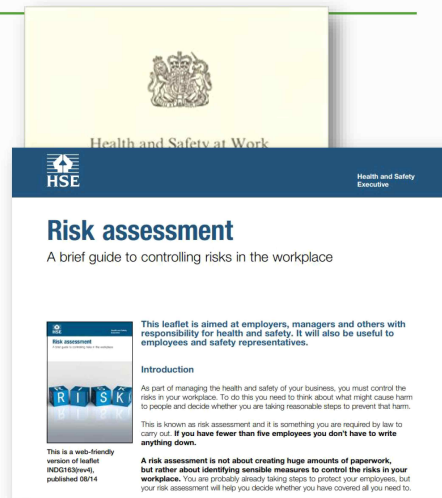 Health and Safety at Work
HSE
Health and Safety
Executive
Risk assessment
A brief guide to controlling risks in the workplace
HSE
Risk assessment
RISK
This is a web-friendly
version of leaflet
INDG163(rev4),
published 08/14
This leaflet is aimed at employers, managers and others with
responsibility for health and safety. It will also be useful to
employees and safety representatives.
Introduction
As part of managing the health and safety of your business, you must control the
risks in your workplace. To do this you need to think about what might cause harm
to people and decide whether you are taking reasonable steps to prevent that harm.
This is known as risk assessment and it is something you are required by law to
carry out. If you have fewer than five employees you don't have to write
anything down.
A risk assessment is not about creating huge amounts of paperwork,
but rather about identifying sensible measures to control the risks in your
workplace. You are probably already taking steps to protect your employees, but
your risk assessment will help you decide whether you have covered all you need to.